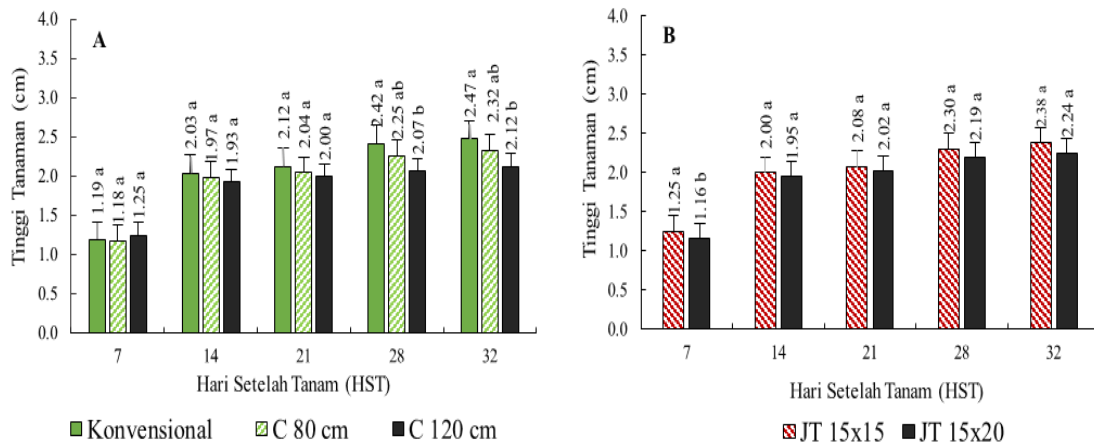 A
Tinggi Tanaman (cm)
4.0
3.5
3.0
2.5
2.0
1.5
1.0
0.5
0.0
1.19 a
1.18 a
1.25 a
2.03 a
1.97 a
1.93 a
2.12 a
2.04 a
2.00 a
2.42 a
2.25 ab
2.07 b
2.47 a
2.32 ab
2.12 b
7 14 21 28 32
Hari Setelah Tanam (HST)
Konvensional C 80 cm C 120 cm
B
Tinggi Tanaman (cm)
4.0
3.5
3.0
2.5
2.0
1.5
1.0
0.5
0.0
1.25 a
1.16 b
2.00 a
1.95 a
2.08 a
2.02 a
2.30 a
2.19 a
2.38 a
2.24 a
7 14 21 28 32
Hari Setelah Tanam (HST)
JT 15x15 JT 15x20